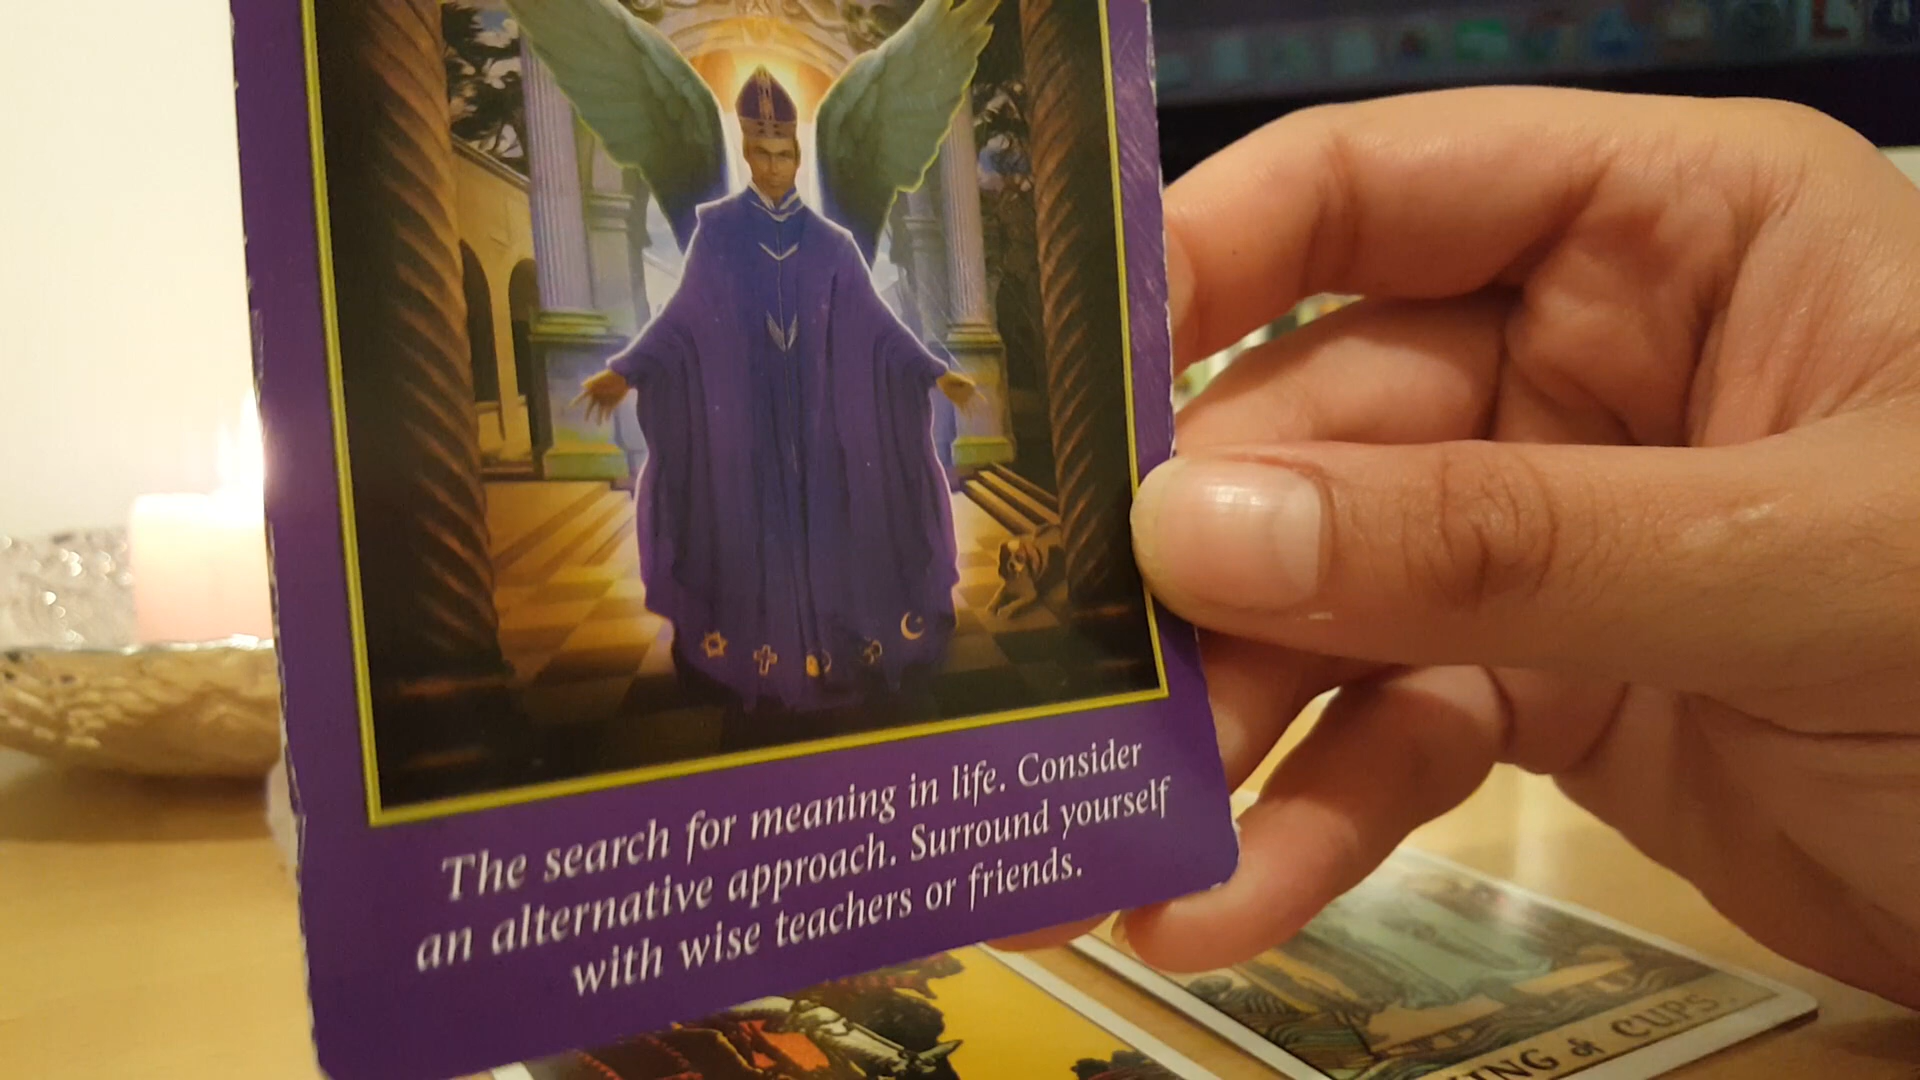 The search for meaning in life. Consider
an alternative approach. Surround yourself
with wise teachers or friends.
CUPS.